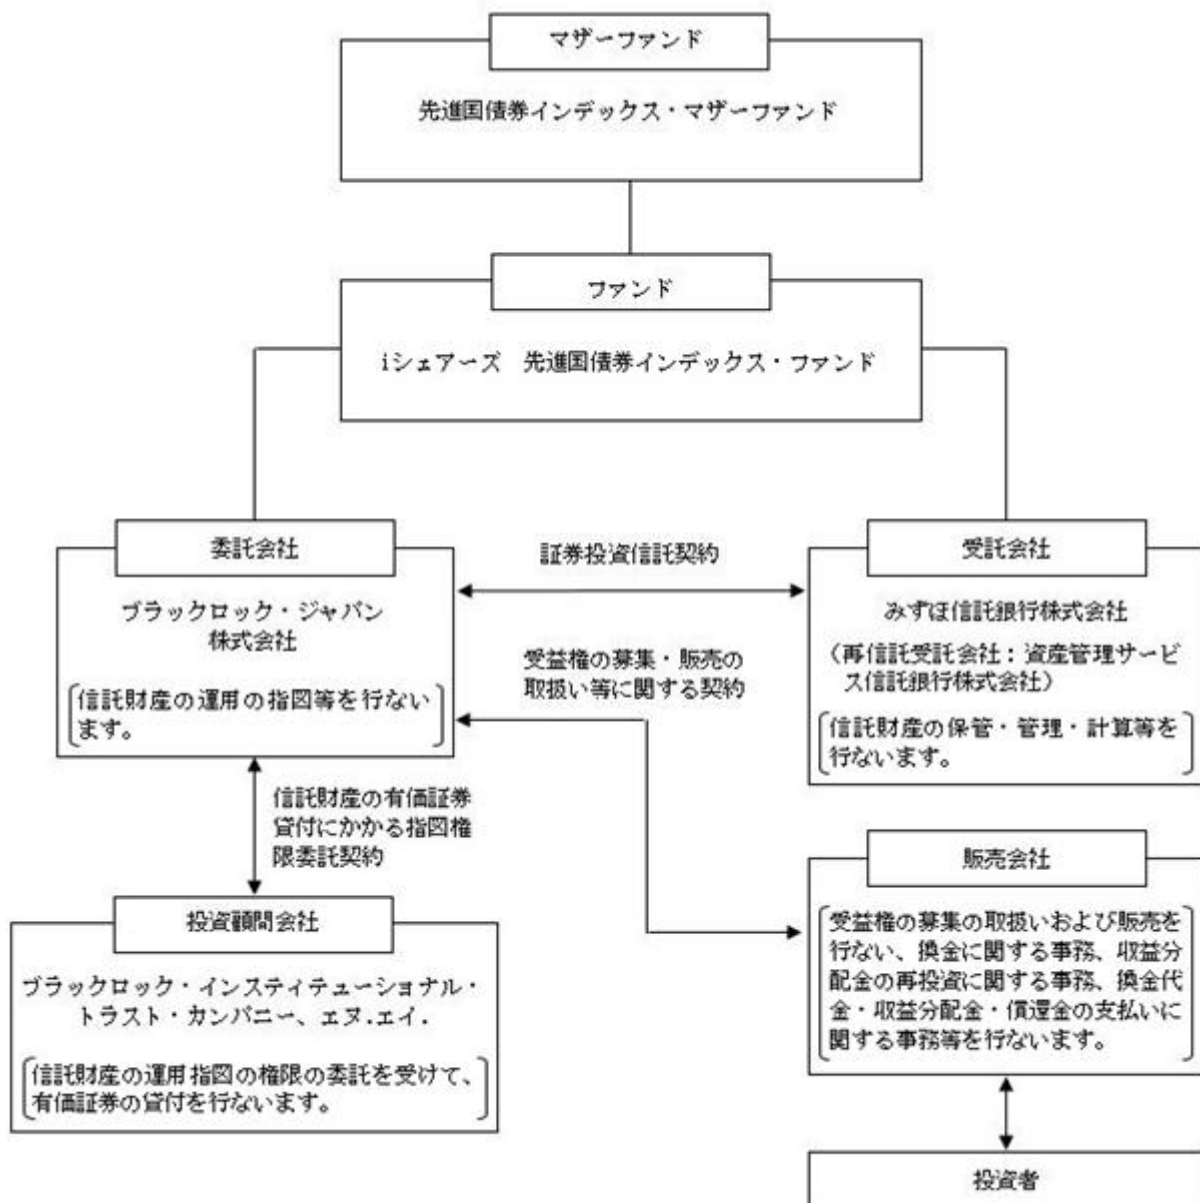 マザーファンド
先進国債券インデックス・マザーファンド
ファンド
iシェアーズ 先進国債券インデックス・ファンド
委託会社
ブラックロック・ジャパン
株式会社
信託財産の運用の指図等を行ない
ます。
証券投資信託契約
受益権の募集・販売の
取扱い等に関する契約
受託会社
みずほ信託銀行株式会社
（再信託受託会社：資産管理サービ
ス信託銀行株式会社）
信託財産の保管・管理・計算等を
行ないます。
信託財産の有価証券
貸付にかかる指図権
限委託契約
投資顧問会社
ブラックロック・インスティテューショナル・
トラスト・カンパニー、エヌ.エイ.
信託財産の運用指図の権限の委託を受けて、
有価証券の貸付を行ないます。
販売会社
受益権の募集の取扱いおよび販売を
行ない、換金に関する事務、収益分
配金の再投資に関する事務、換金代
金・収益分配金・償還金の支払いに
関する事務等を行ないます。
投資者